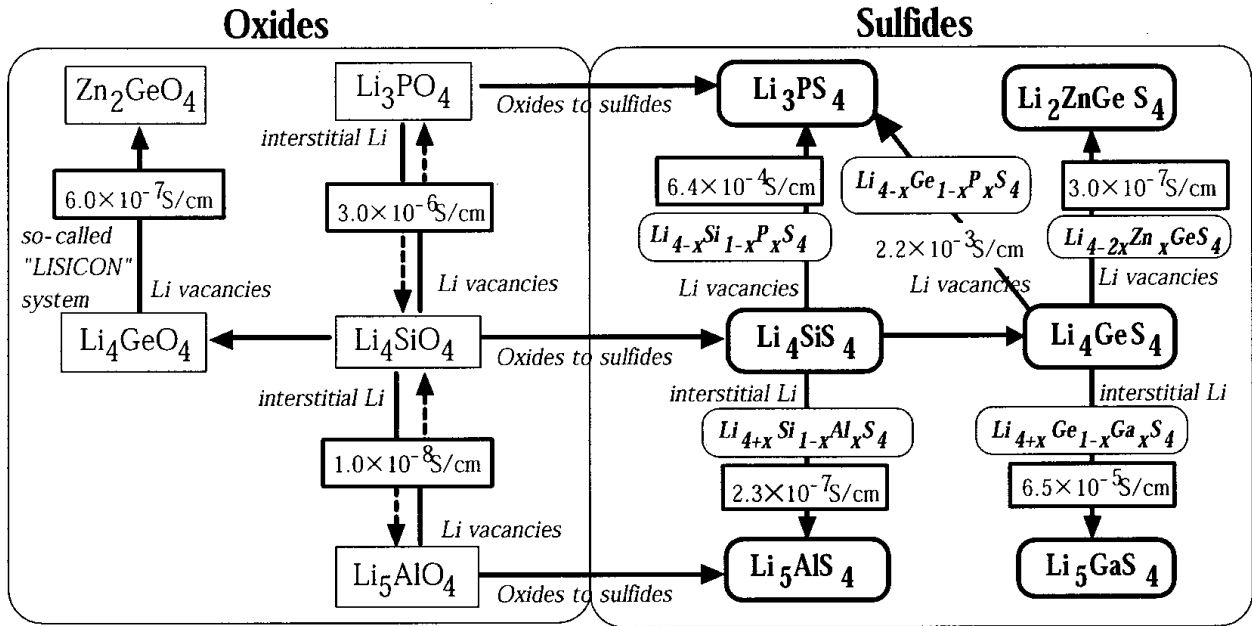 Oxides
Sulfides
Zn₂GeO₄
Li₃PO₄
Oxides to sulfides
Li₃PS₄
Li₂ZnGe S₄
interstitial Li
6.0×10⁻⁷S/cm
3.0×10⁻⁶S/cm
6.4×10⁻⁴S/cm
Li₄₋ₓGe₁₋ₓPₓS₄
3.0×10⁻⁷S/cm
so-called
"LISICON"
system
Li₄₋ₓSi₁₋ₓPₓS₄
2.2×10⁻³S/cm
Li₄₋₂ₓZnₓGeS₄
Li vacancies
Li vacancies
Li vacancies
Li vacancies
Li vacancies
Li₄GeO₄
Li₄SiO₄
Oxides to sulfides
Li₄SiS₄
Li₄GeS₄
interstitial Li
interstitial Li
interstitial Li
Li₄₊ₓSi₁₋ₓAlₓS₄
Li₄₊ₓGe₁₋ₓGaₓS₄
1.0×10⁻⁸S/cm
2.3×10⁻⁷S/cm
6.5×10⁻⁵S/cm
Li vacancies
Li₅AlO₄
Oxides to sulfides
Li₅AlS₄
Li₅GaS₄